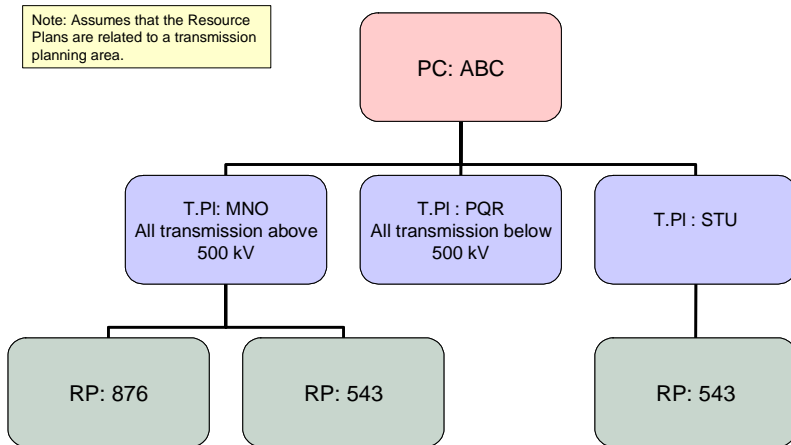 Note: Assumes that the Resource
Plans are related to a transmission
planning area.
PC: ABC
T.Pl: MNO
All transmission above
500 kV
T.Pl : PQR
All transmission below
500 kV
T.Pl : STU
RP: 876
RP: 543
RP: 543